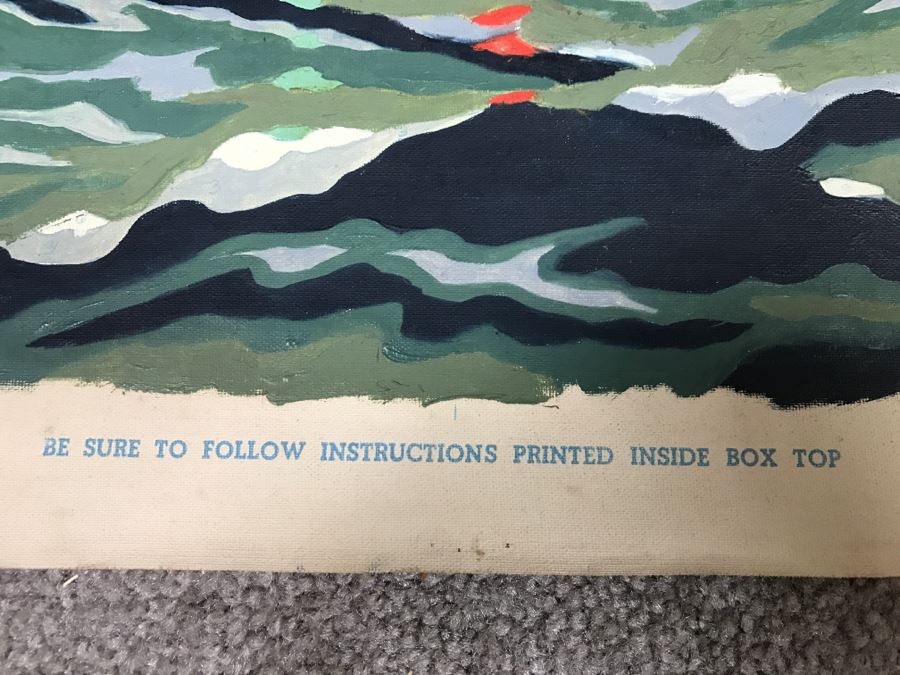 BE SURE TO FOLLOW INSTRUCTIONS PRINTED INSIDE BOX TOP